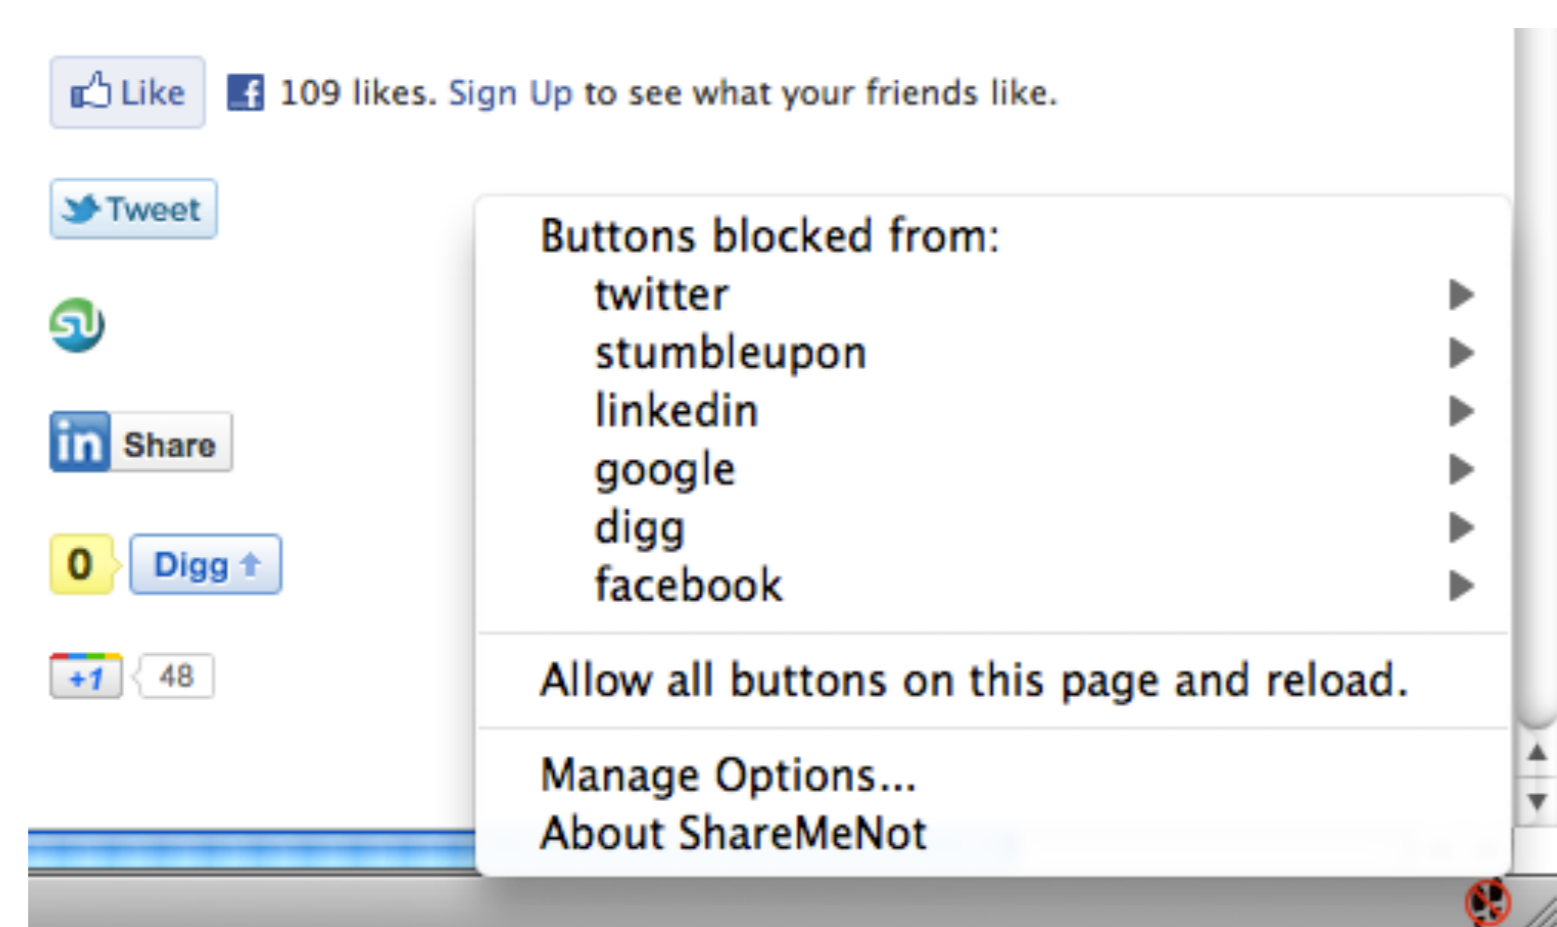 Like 109 likes. Sign Up to see what your friends like.
Tweet
su
in Share
0 Digg
+1 48
Buttons blocked from:
twitter
stumbleupon
linkedin
google
digg
facebook
Allow all buttons on this page and reload.
Manage Options...
About ShareMeNot